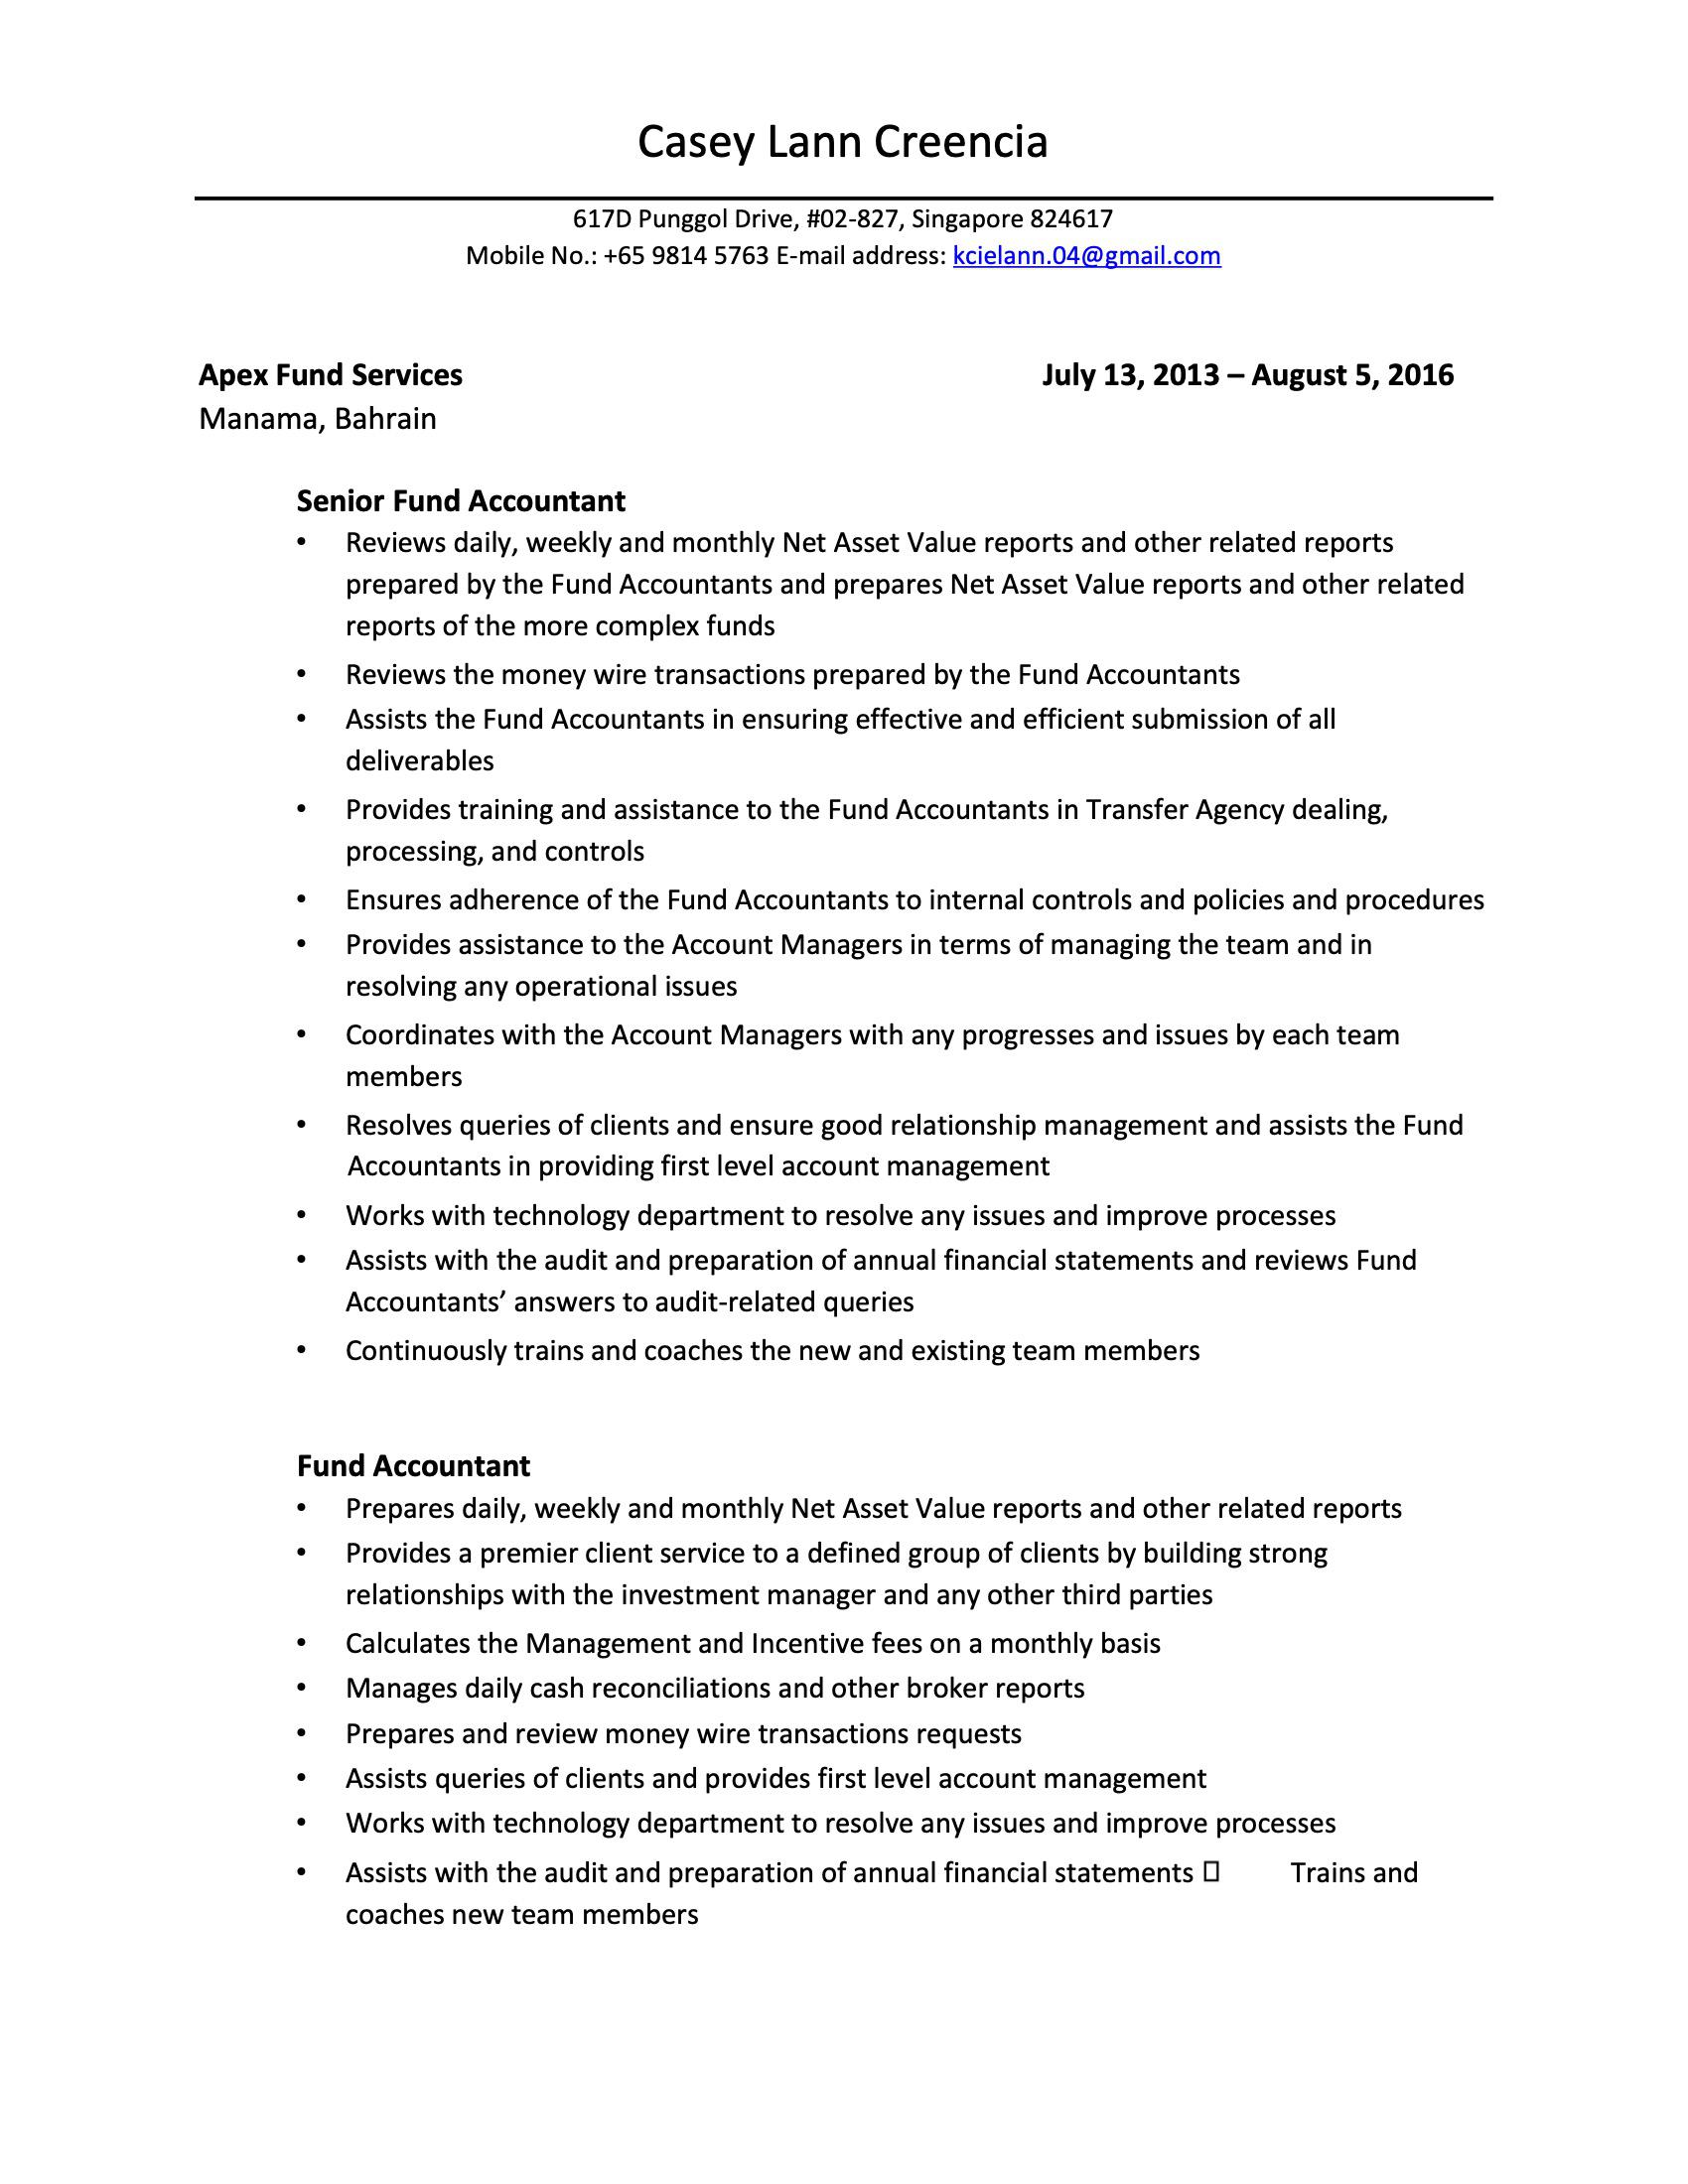 Casey Lann Creencia
617D Punggol Drive, #02-827, Singapore 824617
Mobile No.: +65 9814 5763 E-mail address: kcielann.04@gmail.com
Apex Fund Services July 13, 2013 – August 5, 2016
Manama, Bahrain
Senior Fund Accountant
• Reviews daily, weekly and monthly Net Asset Value reports and other related reports
prepared by the Fund Accountants and prepares Net Asset Value reports and other related
reports of the more complex funds
• Reviews the money wire transactions prepared by the Fund Accountants
• Assists the Fund Accountants in ensuring effective and efficient submission of all
deliverables
• Provides training and assistance to the Fund Accountants in Transfer Agency dealing,
processing, and controls
• Ensures adherence of the Fund Accountants to internal controls and policies and procedures
• Provides assistance to the Account Managers in terms of managing the team and in
resolving any operational issues
• Coordinates with the Account Managers with any progresses and issues by each team
members
• Resolves queries of clients and ensure good relationship management and assists the Fund
Accountants in providing first level account management
• Works with technology department to resolve any issues and improve processes
• Assists with the audit and preparation of annual financial statements and reviews Fund
Accountants’ answers to audit-related queries
• Continuously trains and coaches the new and existing team members
Fund Accountant
• Prepares daily, weekly and monthly Net Asset Value reports and other related reports
• Provides a premier client service to a defined group of clients by building strong
relationships with the investment manager and any other third parties
• Calculates the Management and Incentive fees on a monthly basis
• Manages daily cash reconciliations and other broker reports
• Prepares and review money wire transactions requests
• Assists queries of clients and provides first level account management
• Works with technology department to resolve any issues and improve processes
• Assists with the audit and preparation of annual financial statements  Trains and
coaches new team members